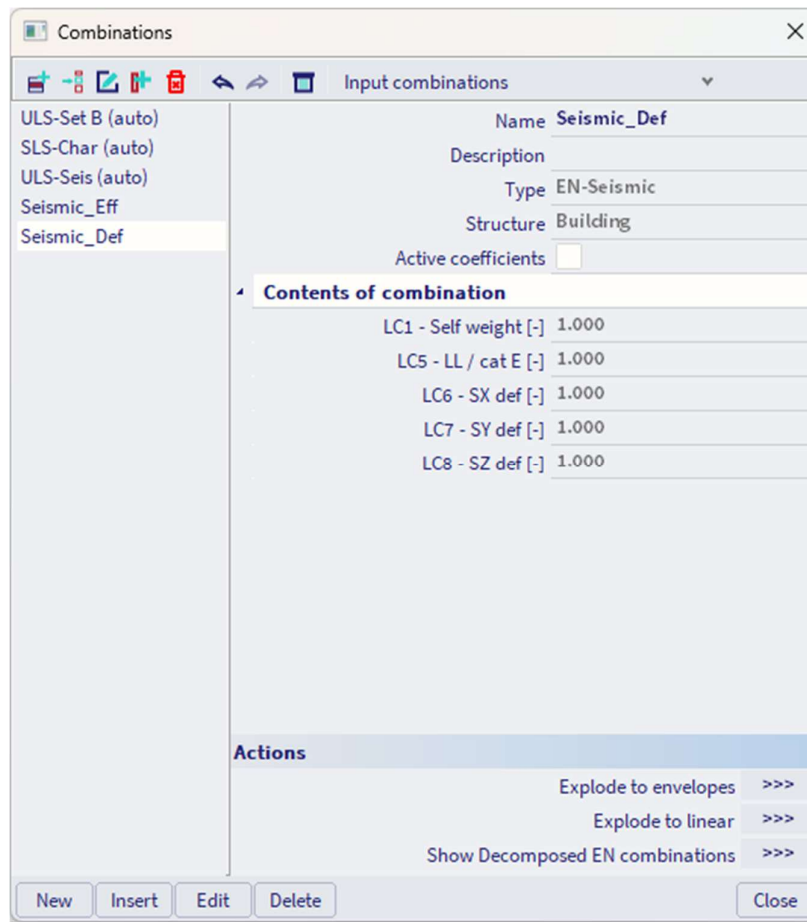 Combinations
Input combinations
ULS-Set B (auto)
SLS-Char (auto)
ULS-Seis (auto)
Seismic_Eff
Seismic_Def
Name Seismic_Def
Description
Type EN-Seismic
Structure Building
Active coefficients
Contents of combination
LC1 - Self weight [-] 1.000
LC5 - LL / cat E [-] 1.000
LC6 - SX def [-] 1.000
LC7 - SY def [-] 1.000
LC8 - SZ def [-] 1.000
Actions
Explode to envelopes >>>
Explode to linear >>>
Show Decomposed EN combinations >>>
New Insert Edit Delete Close